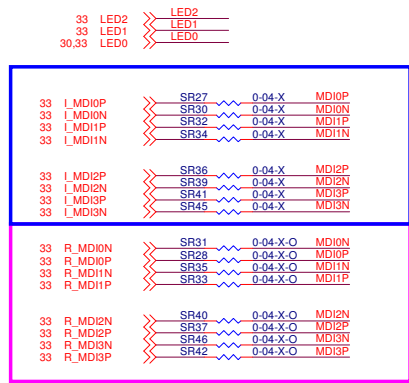 33 LED2 LED2
33 LED1 LED1
30,33 LED0 LED0
33 I_MDI0P SR27 0-04-X MDI0P
33 I_MDI0N SR30 0-04-X MDI0N
33 I_MDI1P SR32 0-04-X MDI1P
33 I_MDI1N SR34 0-04-X MDI1N
33 I_MDI2P SR36 0-04-X MDI2P
33 I_MDI2N SR39 0-04-X MDI2N
33 I_MDI3P SR41 0-04-X MDI3P
33 I_MDI3N SR45 0-04-X MDI3N
33 R_MDI0N SR31 0-04-X-O MDI0N
33 R_MDI0P SR28 0-04-X-O MDI0P
33 R_MDI1N SR35 0-04-X-O MDI1N
33 R_MDI1P SR33 0-04-X-O MDI1P
33 R_MDI2N SR40 0-04-X-O MDI2N
33 R_MDI2P SR37 0-04-X-O MDI2P
33 R_MDI3N SR46 0-04-X-O MDI3N
33 R_MDI3P SR42 0-04-X-O MDI3P